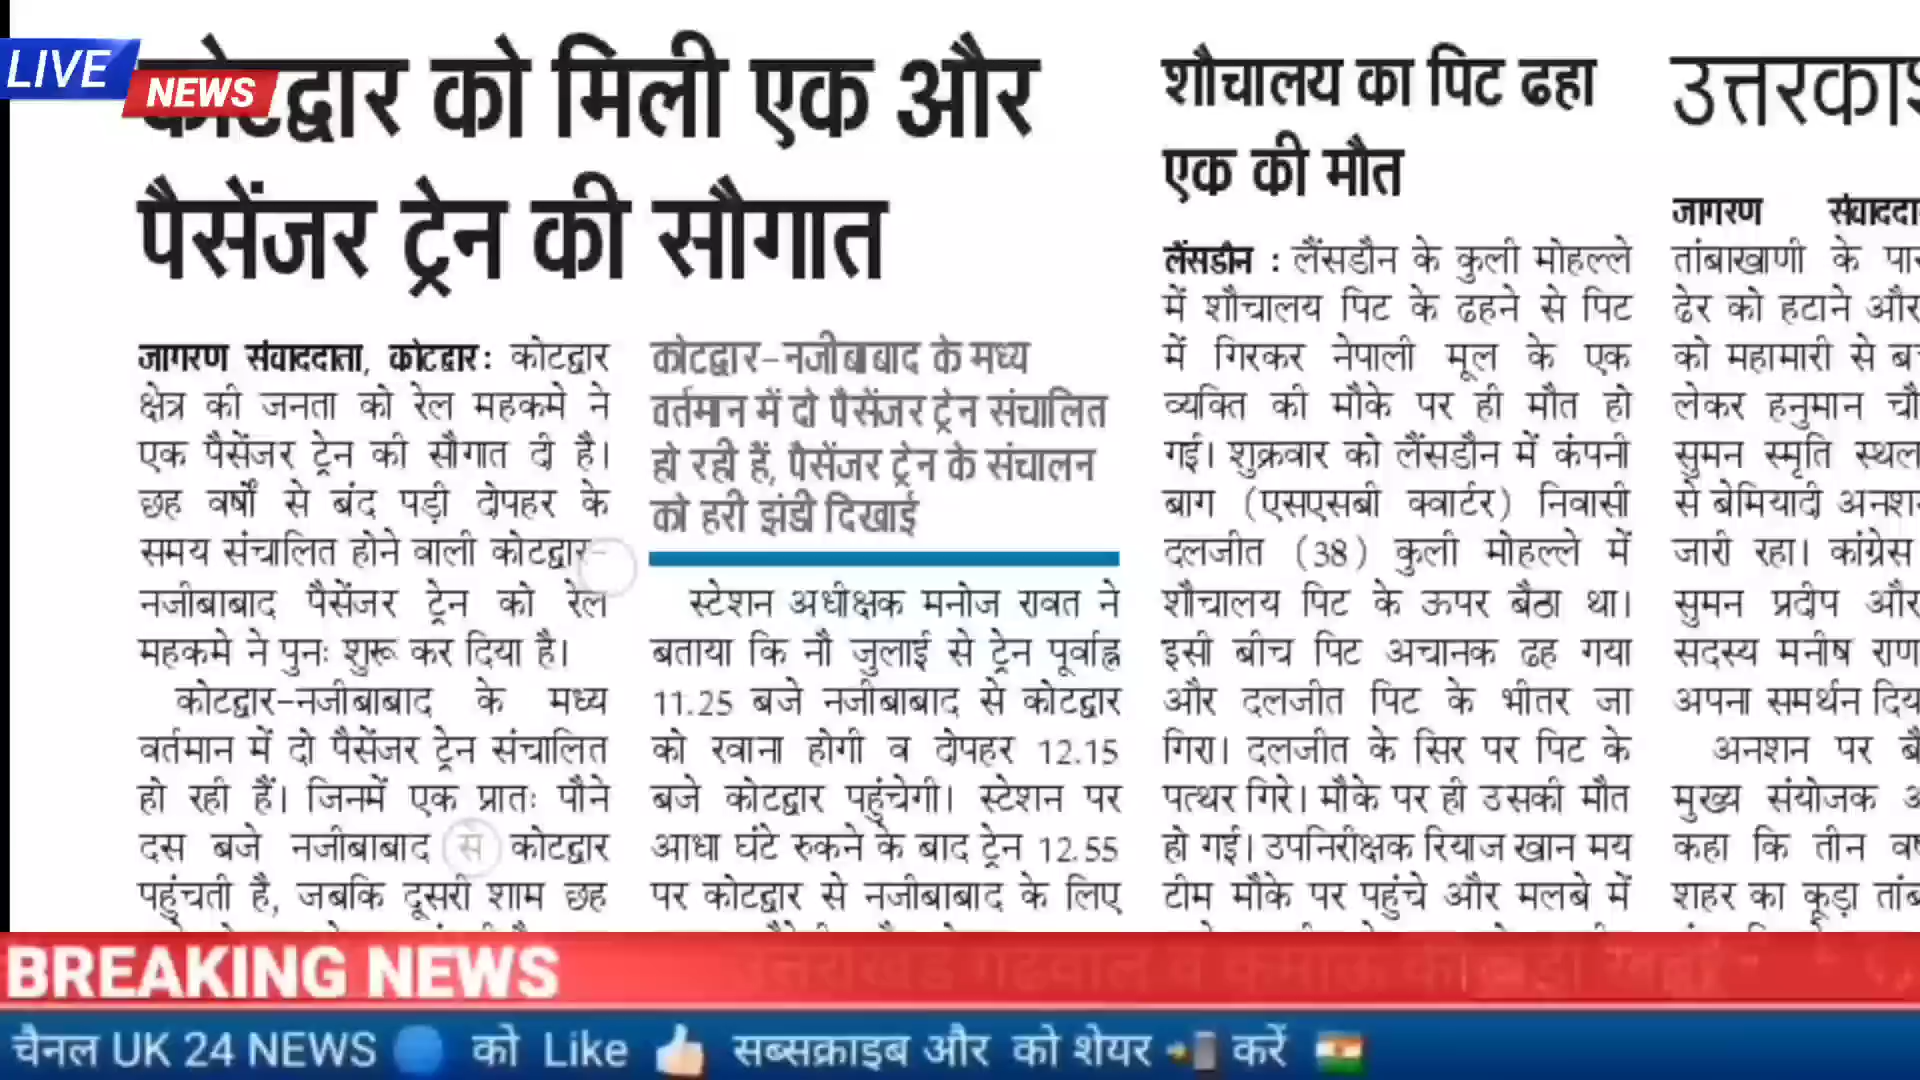 LIVE
NEWS
कोटद्वार को मिली एक और
पैसेंजर ट्रेन की सौगात
जागरण संवाददाता, कोटद्वार: कोटद्वार
क्षेत्र की जनता को रेल महकमे ने
एक पैसेंजर ट्रेन की सौगात दी है।
छह वर्षों से बंद पड़ी दोपहर के
समय संचालित होने वाली कोटद्वार-
नजीबाबाद पैसेंजर ट्रेन को रेल
महकमे ने पुनः शुरू कर दिया है।
कोटद्वार-नजीबाबाद के मध्य
वर्तमान में दो पैसेंजर ट्रेन संचालित
हो रही हैं। जिनमें एक प्रातः पौने
दस बजे नजीबाबाद से कोटद्वार
पहुंचती है, जबकि दूसरी शाम छह
कोटद्वार-नजीबाबाद के मध्य
वर्तमान में दो पैसेंजर ट्रेन संचालित
हो रही हैं, पैसेंजर ट्रेन के संचालन
को हरी झंडी दिखाई
स्टेशन अधीक्षक मनोज रावत ने
बताया कि नौ जुलाई से ट्रेन पूर्वाह्न
11.25 बजे नजीबाबाद से कोटद्वार
को रवाना होगी व दोपहर 12.15
बजे कोटद्वार पहुंचेगी। स्टेशन पर
आधा घंटे रुकने के बाद ट्रेन 12.55
पर कोटद्वार से नजीबाबाद के लिए
शौचालय का पिट ढहा
एक की मौत
लैंसडौन : लैंसडौन के कुली मोहल्ले
में शौचालय पिट के ढहने से पिट
में गिरकर नेपाली मूल के एक
व्यक्ति की मौके पर ही मौत हो
गई। शुक्रवार को लैंसडौन में कंपनी
बाग (एसएसबी क्वार्टर) निवासी
दलजीत (38) कुली मोहल्ले में
शौचालय पिट के ऊपर बैठा था।
इसी बीच पिट अचानक ढह गया
और दलजीत पिट के भीतर जा
गिरा। दलजीत के सिर पर पिट के
पत्थर गिरे। मौके पर ही उसकी मौत
हो गई। उपनिरीक्षक रियाज खान मय
टीम मौके पर पहुंचे और मलबे में
जागरण
तांबाखाणी के
ढेर को हटाने और
को महामारी से
लेकर हनुमान
सुमन स्मृति स्थल
से बेमियादी
जारी रहा। कांग्रेस
सुमन प्रदीप और
सदस्य मनीष
अपना समर्थन
अनशन पर
मुख्य संयोजक
कहा कि तीन
शहर का कूड़ा
BREAKING NEWS
चैनल UK 24 NEWS को Like सब्सक्राइब और को शेयर करें